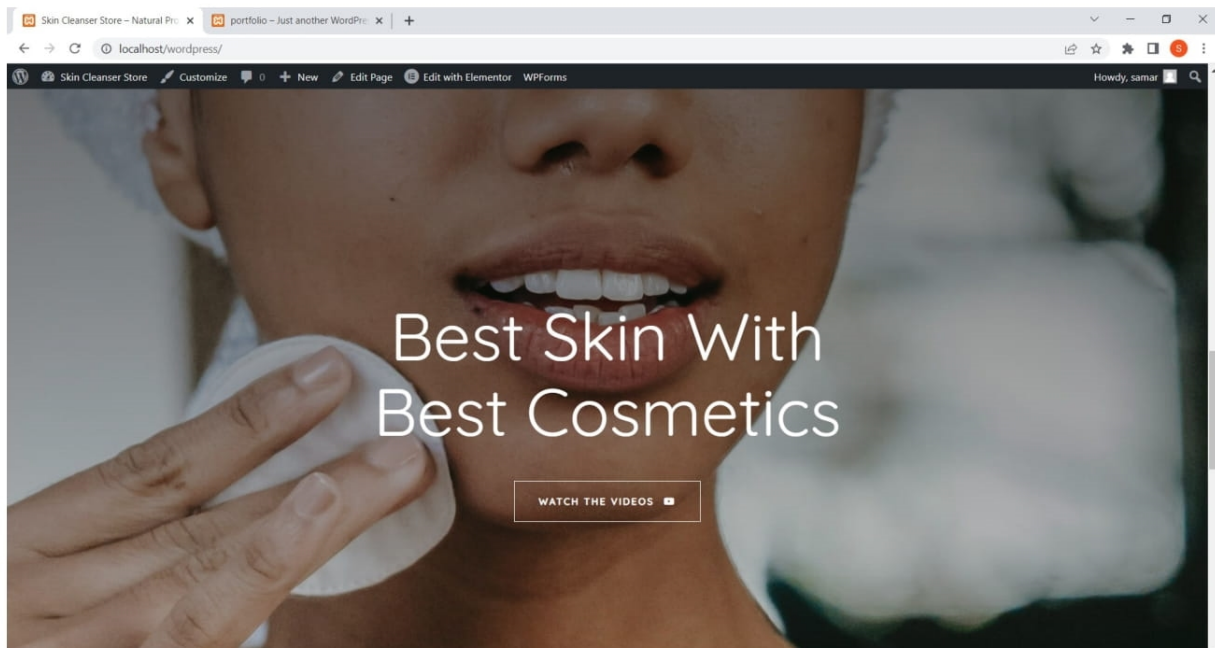 Skin Cleanser Store – Natural Pro
portfolio – Just another WordPre
localhost/wordpress/
S
Skin Cleanser Store Customize 0 New Edit Page Edit with Elementor WPForms Howdy, samar
Best Skin With
Best Cosmetics
WATCH THE VIDEOS